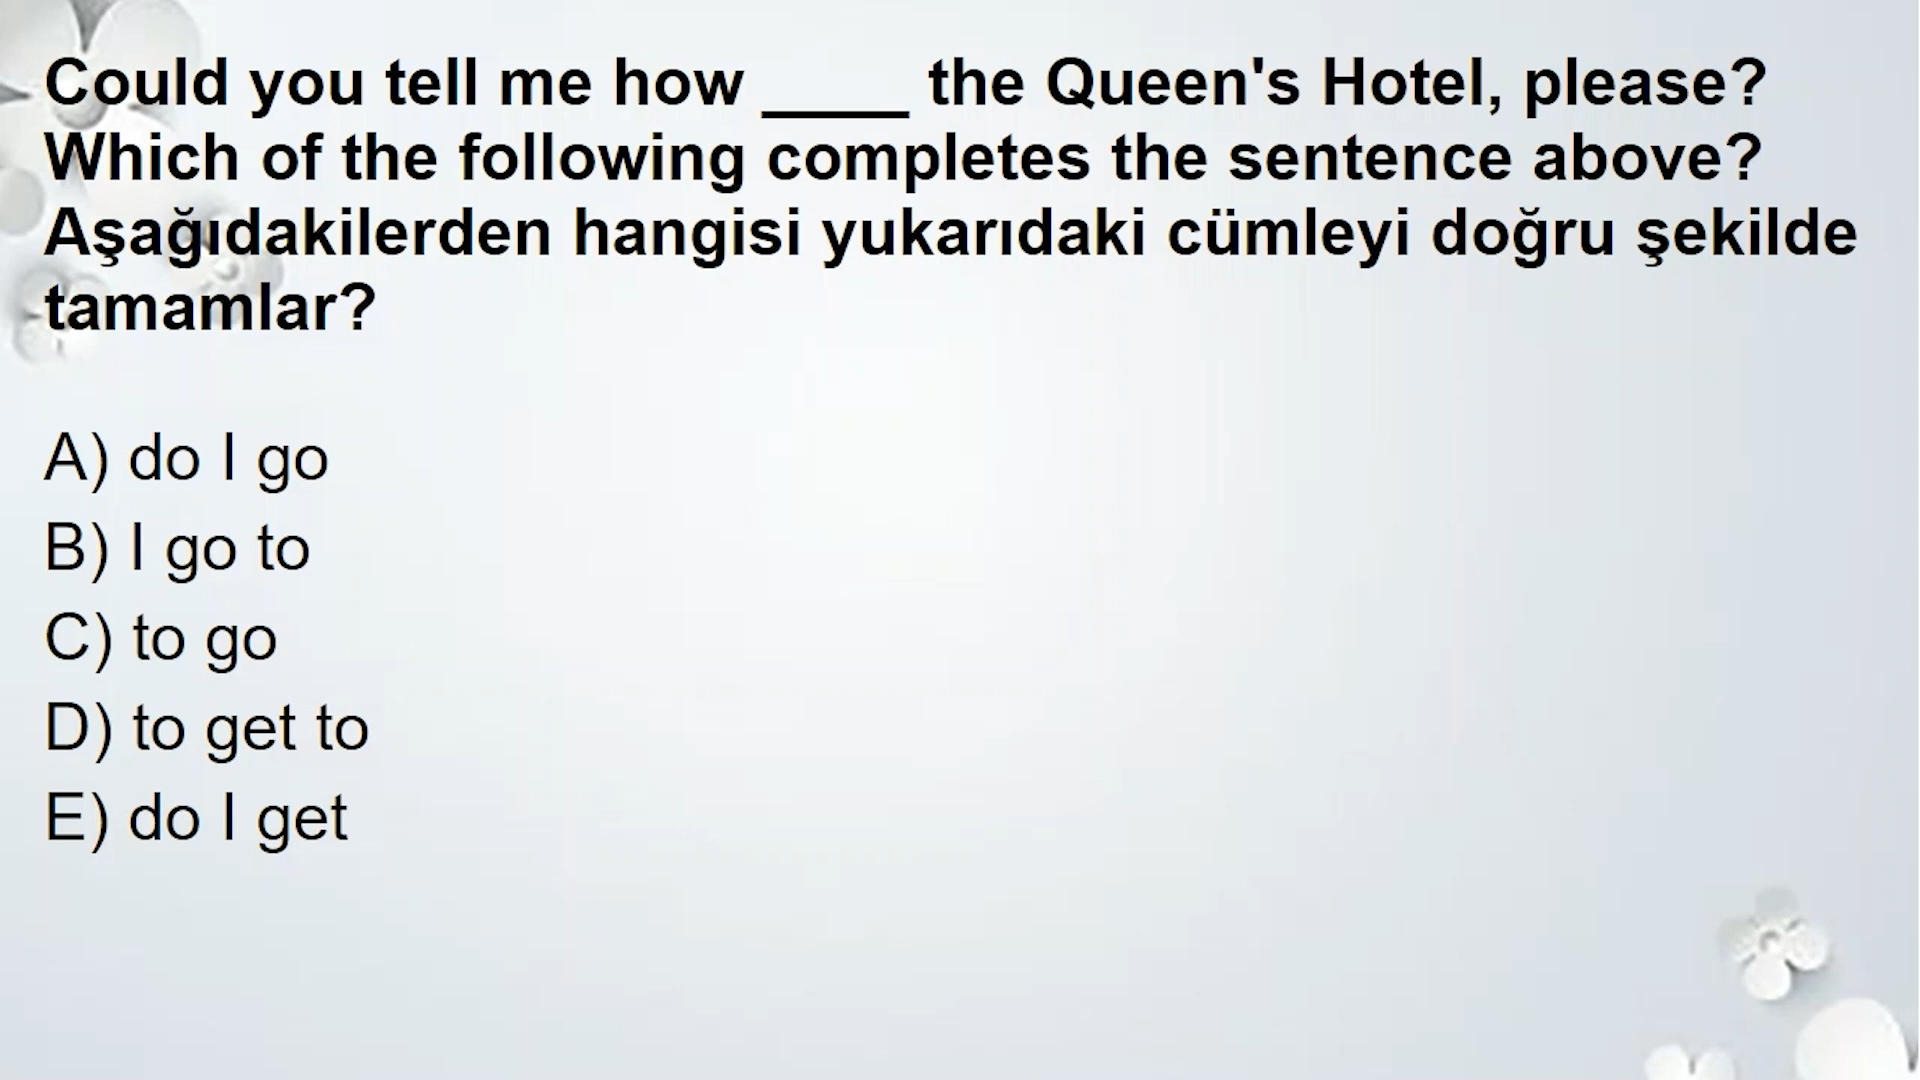 Could you tell me how ____ the Queen's Hotel, please?
Which of the following completes the sentence above?
Aşağıdakilerden hangisi yukarıdaki cümleyi doğru şekilde
tamamlar?
A) do I go
B) I go to
C) to go
D) to get to
E) do I get